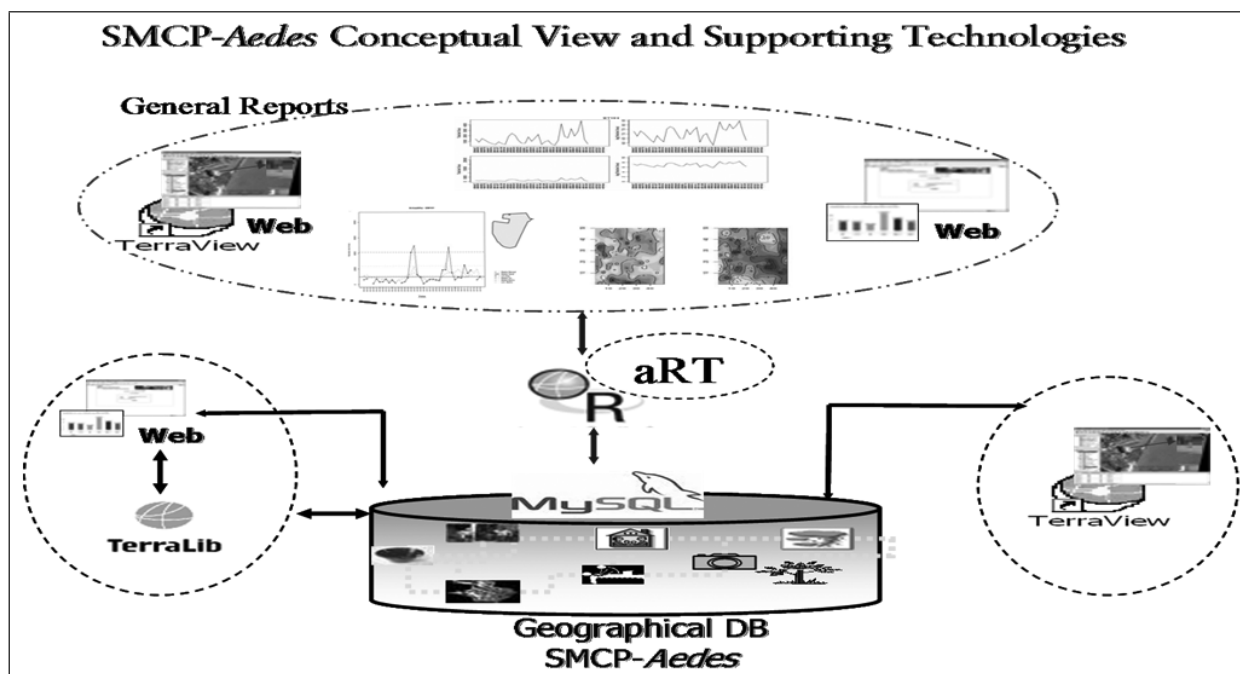 SMCP-Aedes Conceptual View and Supporting Technologies
General Reports
Web
TerraView
Web
aRT
R
Web
TerraLib
MySQL
TerraView
Geographical DB
SMCP-Aedes